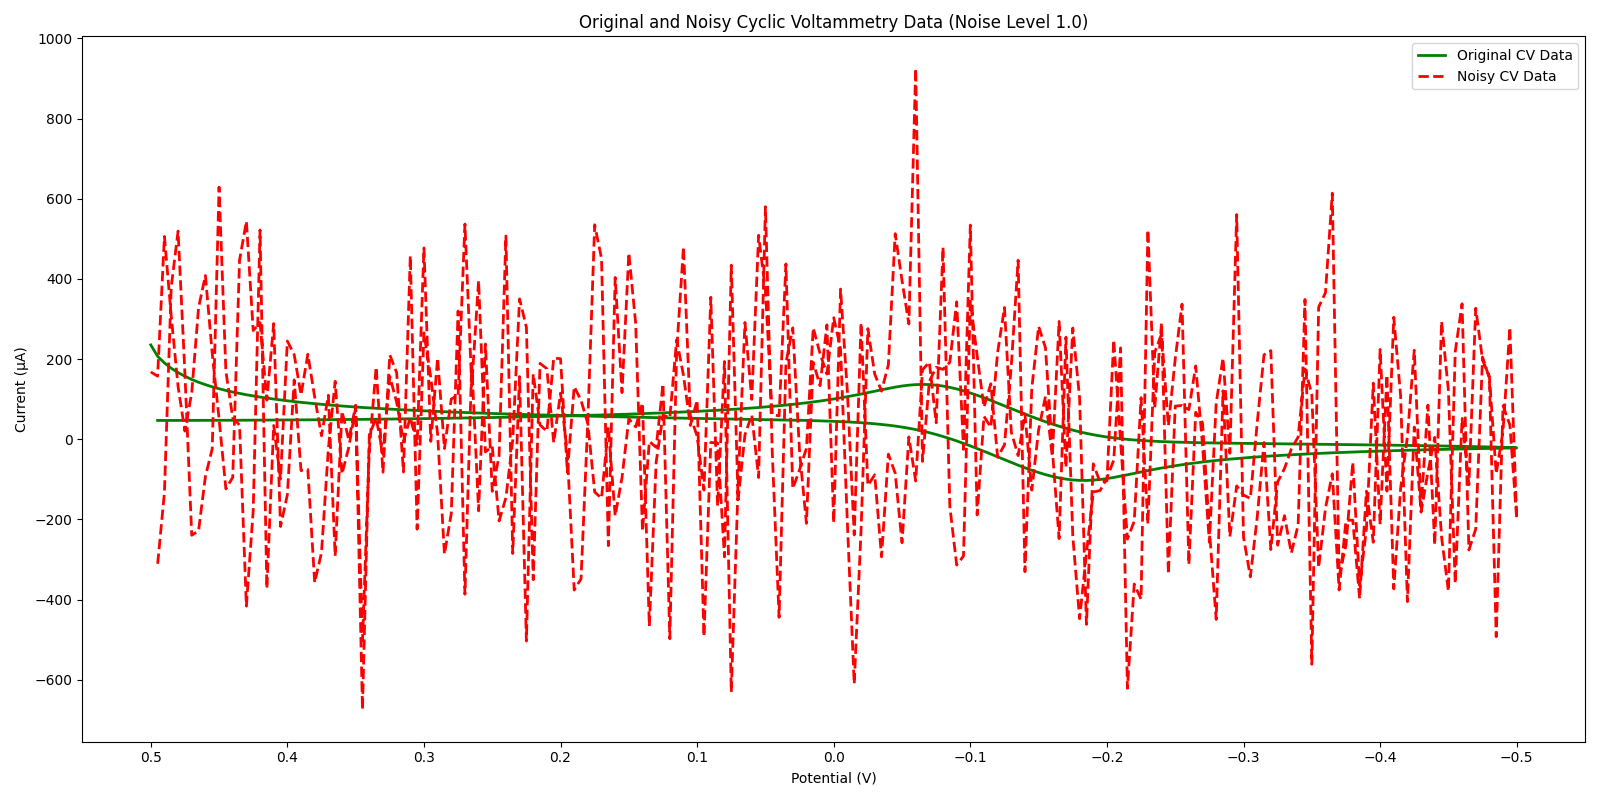 Original and Noisy Cyclic Voltammetry Data (Noise Level 1.0)
Original CV Data
Noisy CV Data
Current (μA)
1000
800
600
400
200
0
−200
−400
−600
0.5 0.4 0.3 0.2 0.1 0.0 −0.1 −0.2 −0.3 −0.4 −0.5
Potential (V)